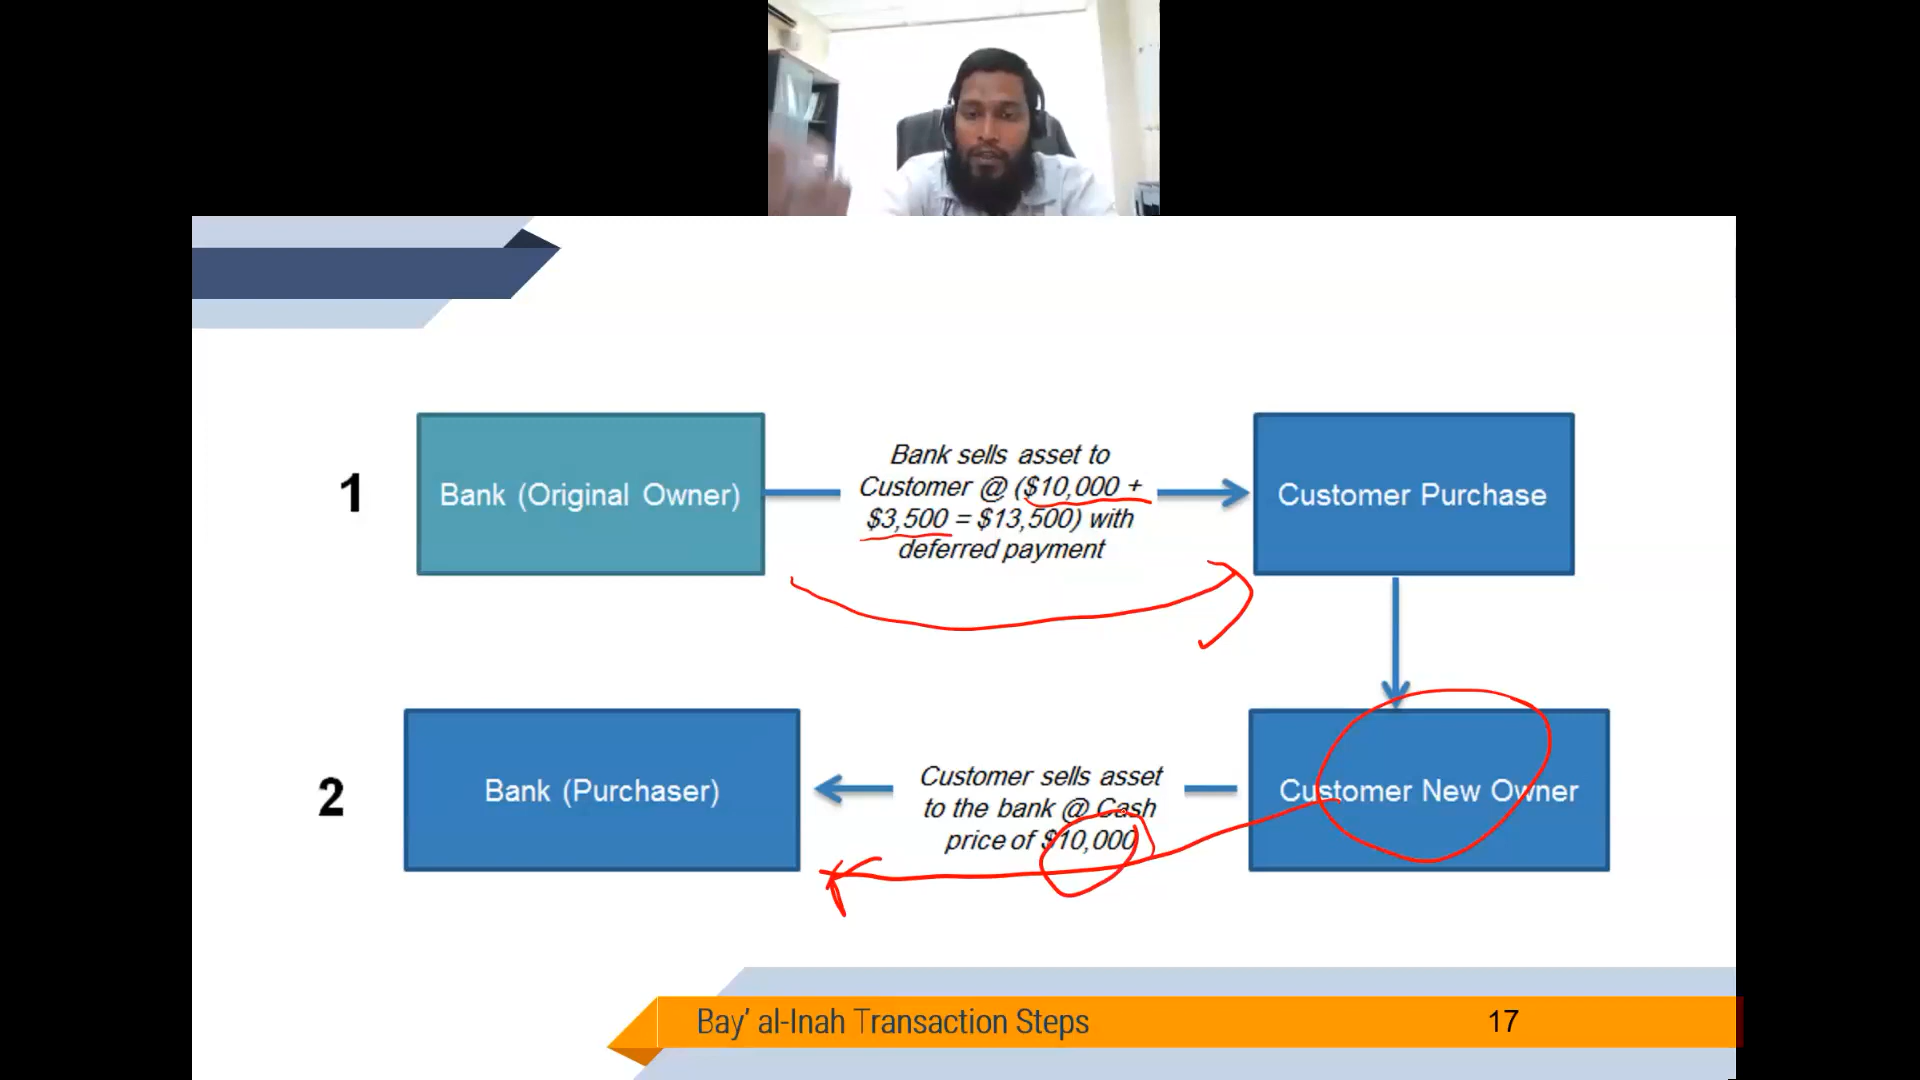 1
Bank (Original Owner)
Bank sells asset to
Customer @ ($10,000 +
$3,500 = $13,500) with
deferred payment
Customer Purchase
2
Bank (Purchaser)
Customer sells asset
to the bank @ Cash
price of $10,000
Customer New Owner
Bay’ al-Inah Transaction Steps
17